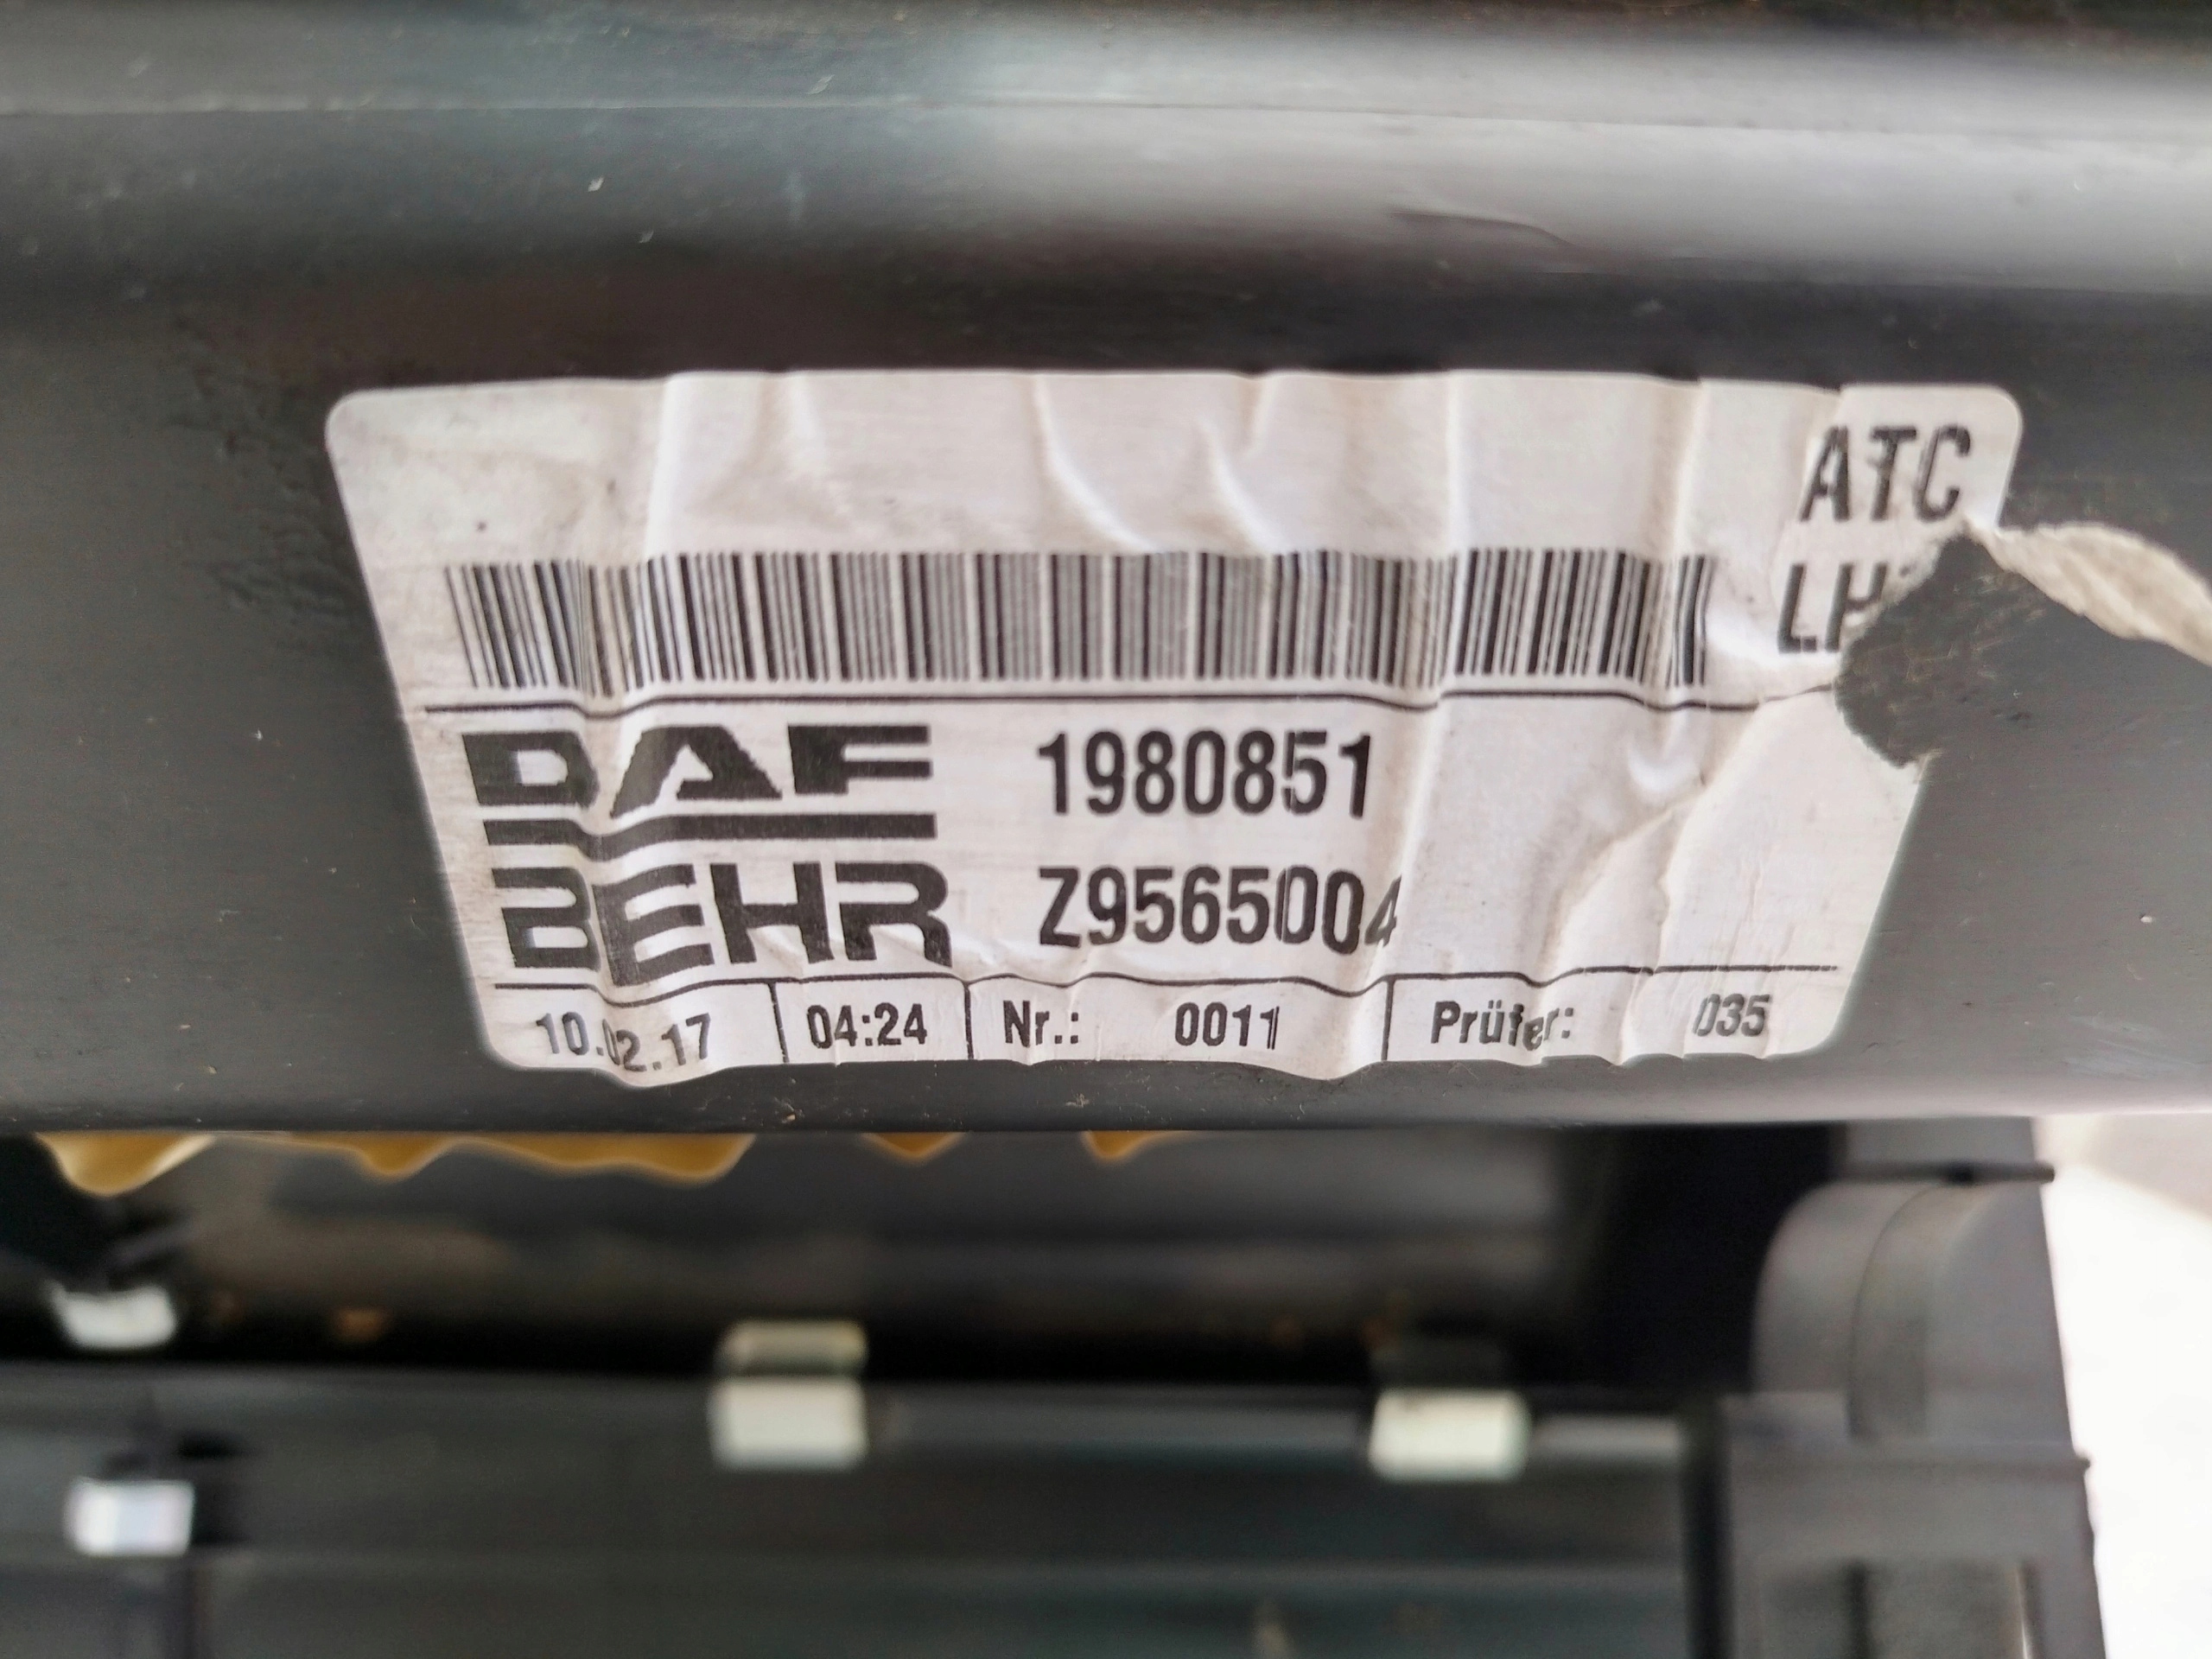 ATC
DAF 1980851
BEHR Z9565004
10.02.17 04:24 Nr.: 0011 Prüfer: 035